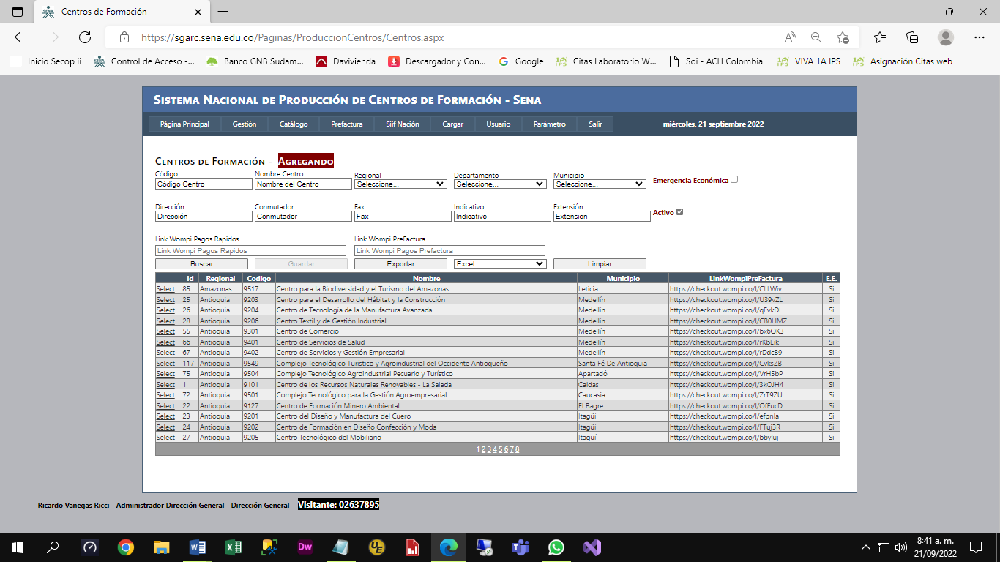 Centros de Formación
https://sgarc.sena.edu.co/Paginas/ProduccionCentros/Centros.aspx
Inicio Secop ii Control de Acceso -... Banco GNB Sudam... Davivienda Descargador y Con... Google Citas Laboratorio W... Soi - ACH Colombia VIVA 1A IPS Asignación Citas web
Sistema Nacional de Producción de Centros de Formación - Sena
Página Principal Gestión Catálogo Prefactura Siif Nación Cargar Usuario Parámetro Salir miércoles, 21 septiembre 2022
Centros de Formación - Agregando
Código Nombre Centro Regional Departamento Municipio
Código Centro Nombre del Centro Seleccione... Seleccione... Seleccione... Emergencia Económica
Dirección Conmutador Fax Indicativo Extensión
Dirección Conmutador Fax Indicativo Extension Activo
Link Wompi Pagos Rapidos Link Wompi PreFactura
Link Wompi Pagos Rapidos Link Wompi Pagos Prefactura
Buscar Guardar Exportar Excel Limpiar
Id Regional Codigo Nombre Municipio LinkWompiPreFactura E.E.
Select 85 Amazonas 9517 Centro para la Biodiversidad y el Turismo del Amazonas Leticia https://checkout.wompi.co/l/CLLWiv Si
Select 25 Antioquia 9203 Centro para el Desarrollo del Hábitat y la Construcción Medellín https://checkout.wompi.co/l/U39vZL Si
Select 26 Antioquia 9204 Centro de Tecnología de la Manufactura Avanzada Medellín https://checkout.wompi.co/l/qEvkDL Si
Select 28 Antioquia 9206 Centro Textil y de Gestión Industrial Medellín https://checkout.wompi.co/l/CB0HMZ Si
Select 55 Antioquia 9301 Centro de Comercio Medellín https://checkout.wompi.co/l/bx6QK3 Si
Select 66 Antioquia 9401 Centro de Servicios de Salud Medellín https://checkout.wompi.co/l/rKbEik Si
Select 67 Antioquia 9402 Centro de Servicios y Gestión Empresarial Medellín https://checkout.wompi.co/l/rDdcB9 Si
Select 117 Antioquia 9549 Complejo Tecnológico Turístico y Agroindustrial del Occidente Antioqueño Santa Fé De Antioquia https://checkout.wompi.co/l/CvksZB Si
Select 75 Antioquia 9504 Complejo Tecnológico Agroindustrial Pecuario y Turístico Apartadó https://checkout.wompi.co/l/VrH5bP Si
Select 1 Antioquia 9101 Centro de los Recursos Naturales Renovables - La Salada Caldas https://checkout.wompi.co/l/3kOJH4 Si
Select 72 Antioquia 9501 Complejo Tecnológico para la Gestión Agroempresarial Caucasia https://checkout.wompi.co/l/ZrT9ZU Si
Select 22 Antioquia 9127 Centro de Formación Minero Ambiental El Bagre https://checkout.wompi.co/l/OfFucD Si
Select 23 Antioquia 9201 Centro del Diseño y Manufactura del Cuero Itagüí https://checkout.wompi.co/l/efpnIa Si
Select 24 Antioquia 9202 Centro de Formación en Diseño Confección y Moda Itagüí https://checkout.wompi.co/l/FTuj3R Si
Select 27 Antioquia 9205 Centro Tecnológico del Mobiliario Itagüí https://checkout.wompi.co/l/bbyIuj Si
1 2 3 4 5 6 7 8
Ricardo Vanegas Ricci - Administrador Dirección General - Dirección General - Visitante: 02637895
8:41 a. m.
21/09/2022